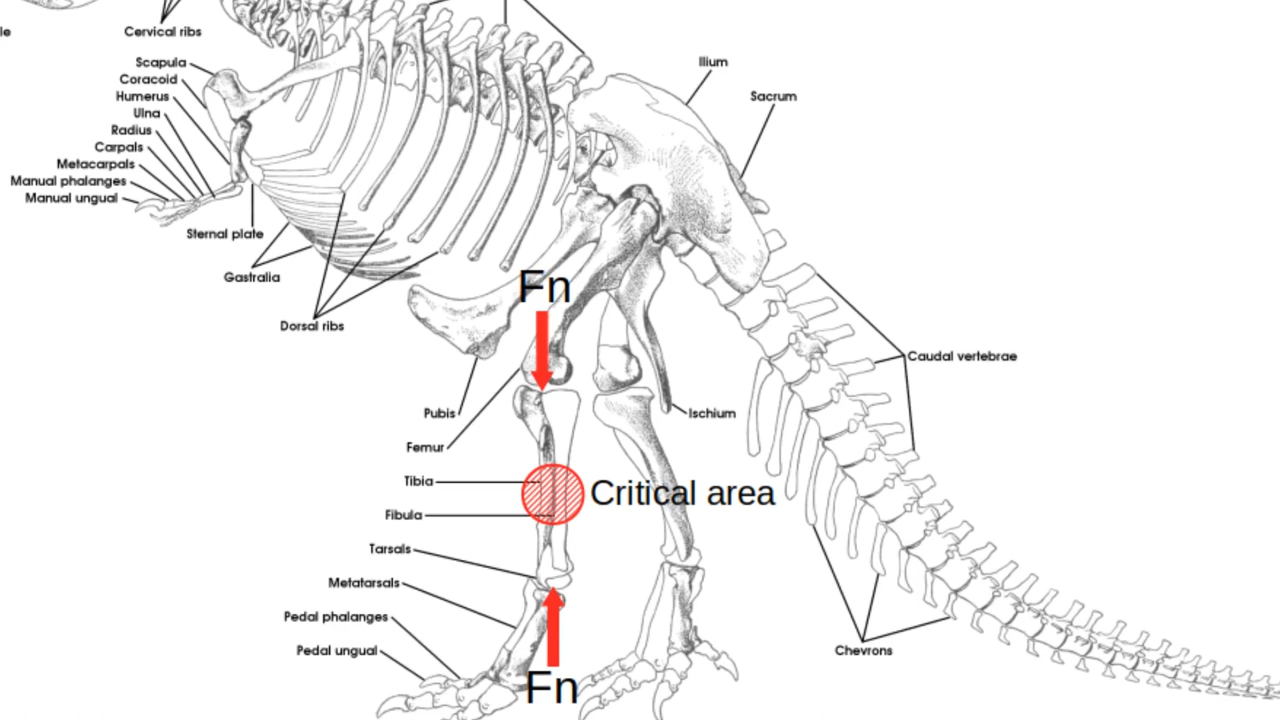 le
Cervical ribs
Scapula
Coracoid
Humerus
Ulna
Radius
Carpals
Metacarpals
Manual phalanges
Manual ungual
Sternal plate
Gastralia
Dorsal ribs
Ilium
Sacrum
Fn
Caudal vertebrae
Pubis
Ischium
Femur
Tibia
Critical area
Fibula
Tarsals
Metatarsals
Pedal phalanges
Pedal ungual
Chevrons
Fn